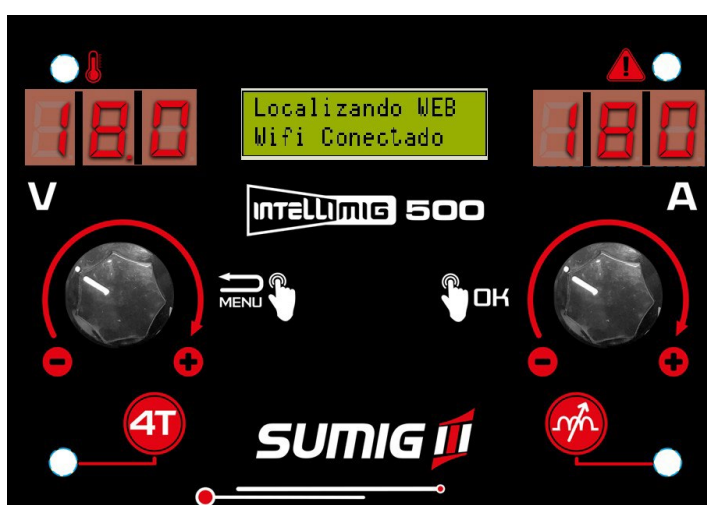 18.0
Localizando WEB
Wifi Conectado
180
V
INTELLIMIG 500
A
MENU
OK
4T
SUMIG